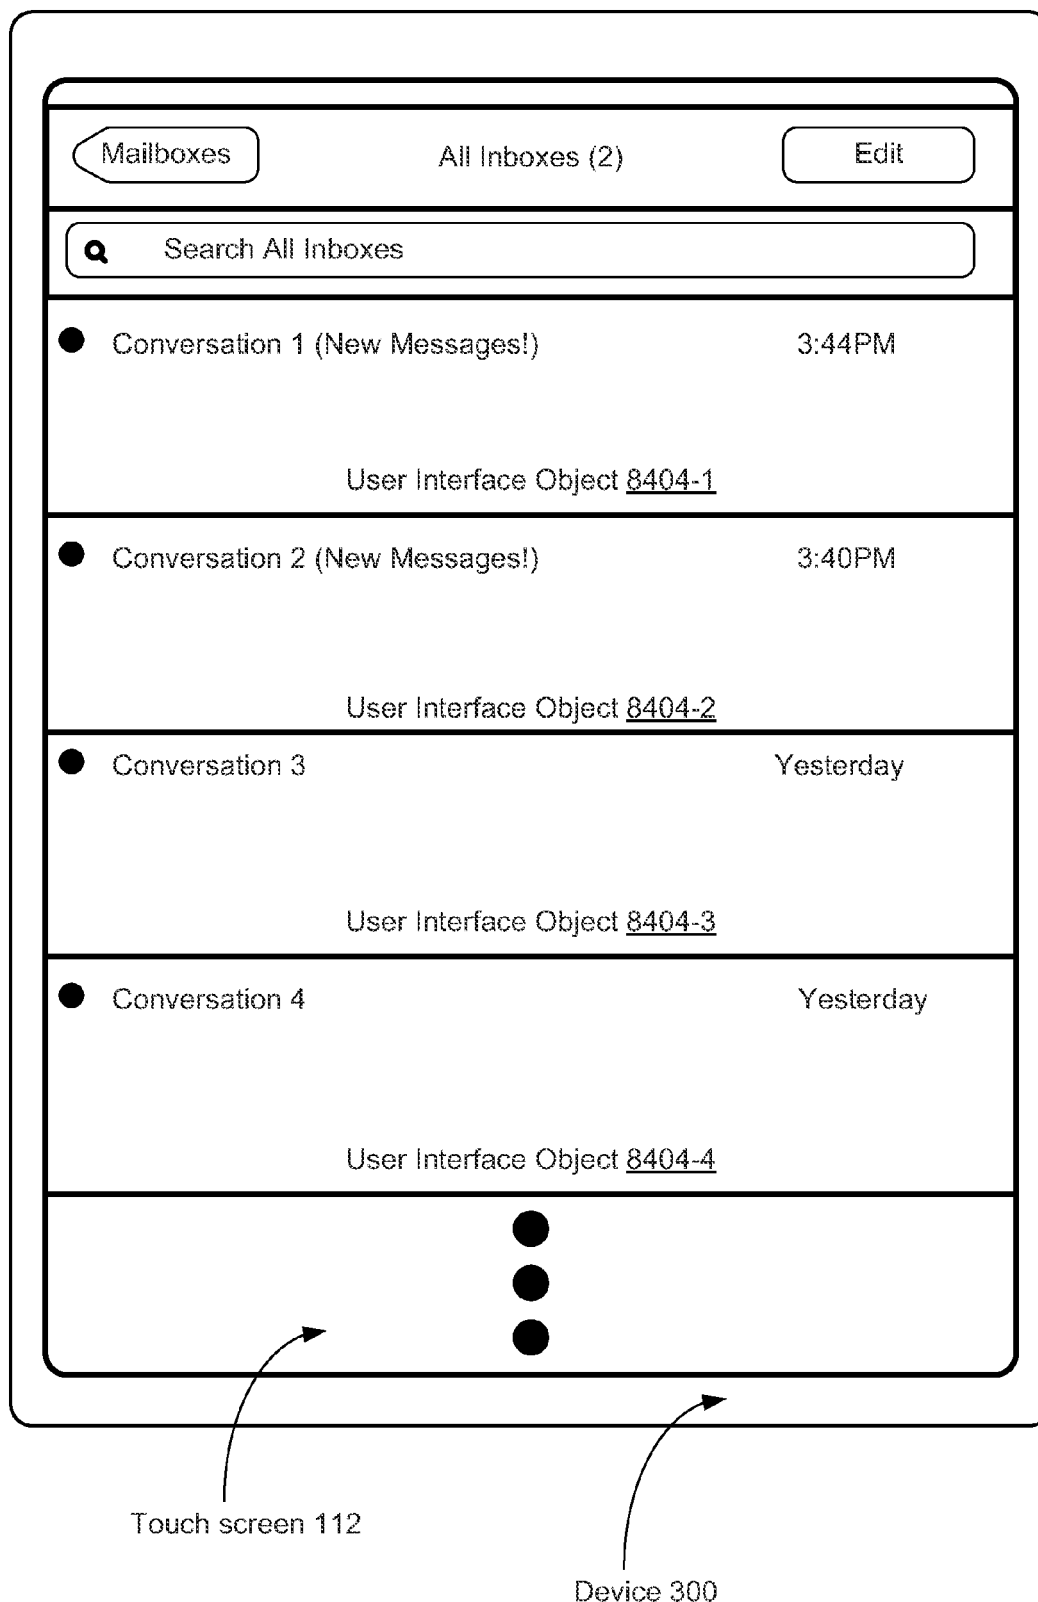 Mailboxes
All Inboxes (2)
Edit
Search All Inboxes
Conversation 1 (New Messages!)
3:44PM
User Interface Object 8404-1
Conversation 2 (New Messages!)
3:40PM
User Interface Object 8404-2
Conversation 3
Yesterday
User Interface Object 8404-3
Conversation 4
Yesterday
User Interface Object 8404-4
Touch screen 112
Device 300